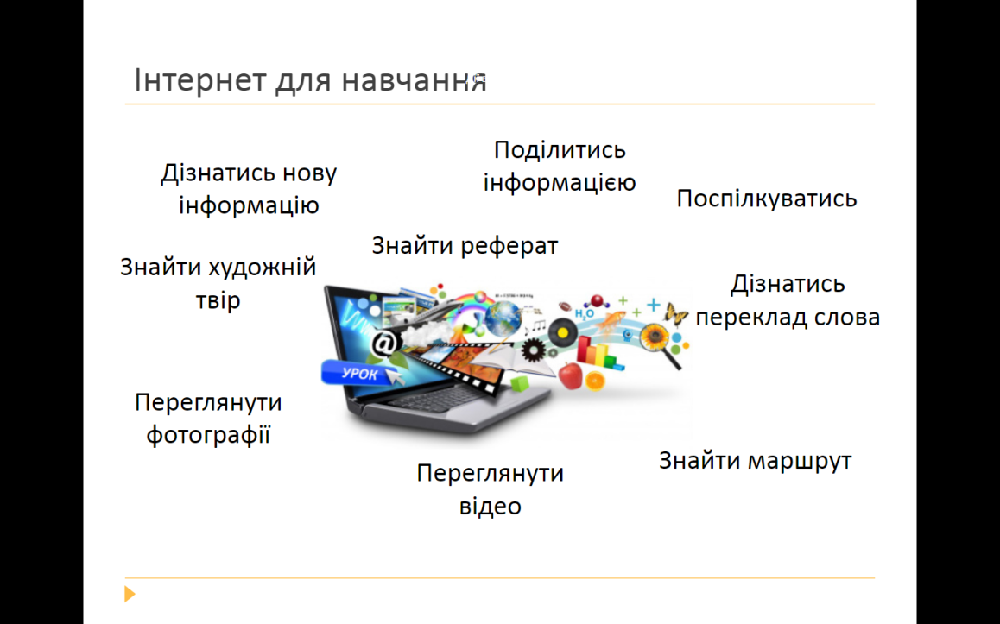 Інтернет для навчання
Поділитись
інформацією
Дізнатись нову
інформацію
Поспілкуватись
Знайти реферат
Знайти художній
твір
Дізнатись
переклад слова
H₂O
@
УРОК
Переглянути
фотографії
Знайти маршрут
Переглянути
відео